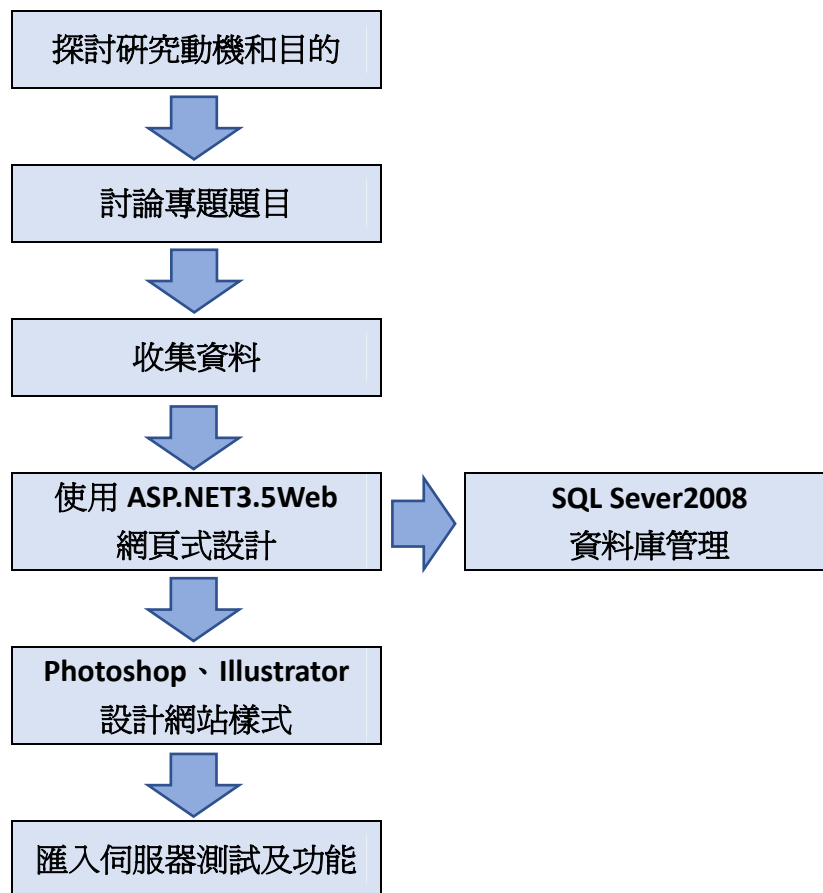 探討研究動機和目的
討論專題題目
收集資料
使用 ASP.NET3.5Web
網頁式設計
SQL Sever2008
資料庫管理
Photoshop、Illustrator
設計網站樣式
匯入伺服器測試及功能